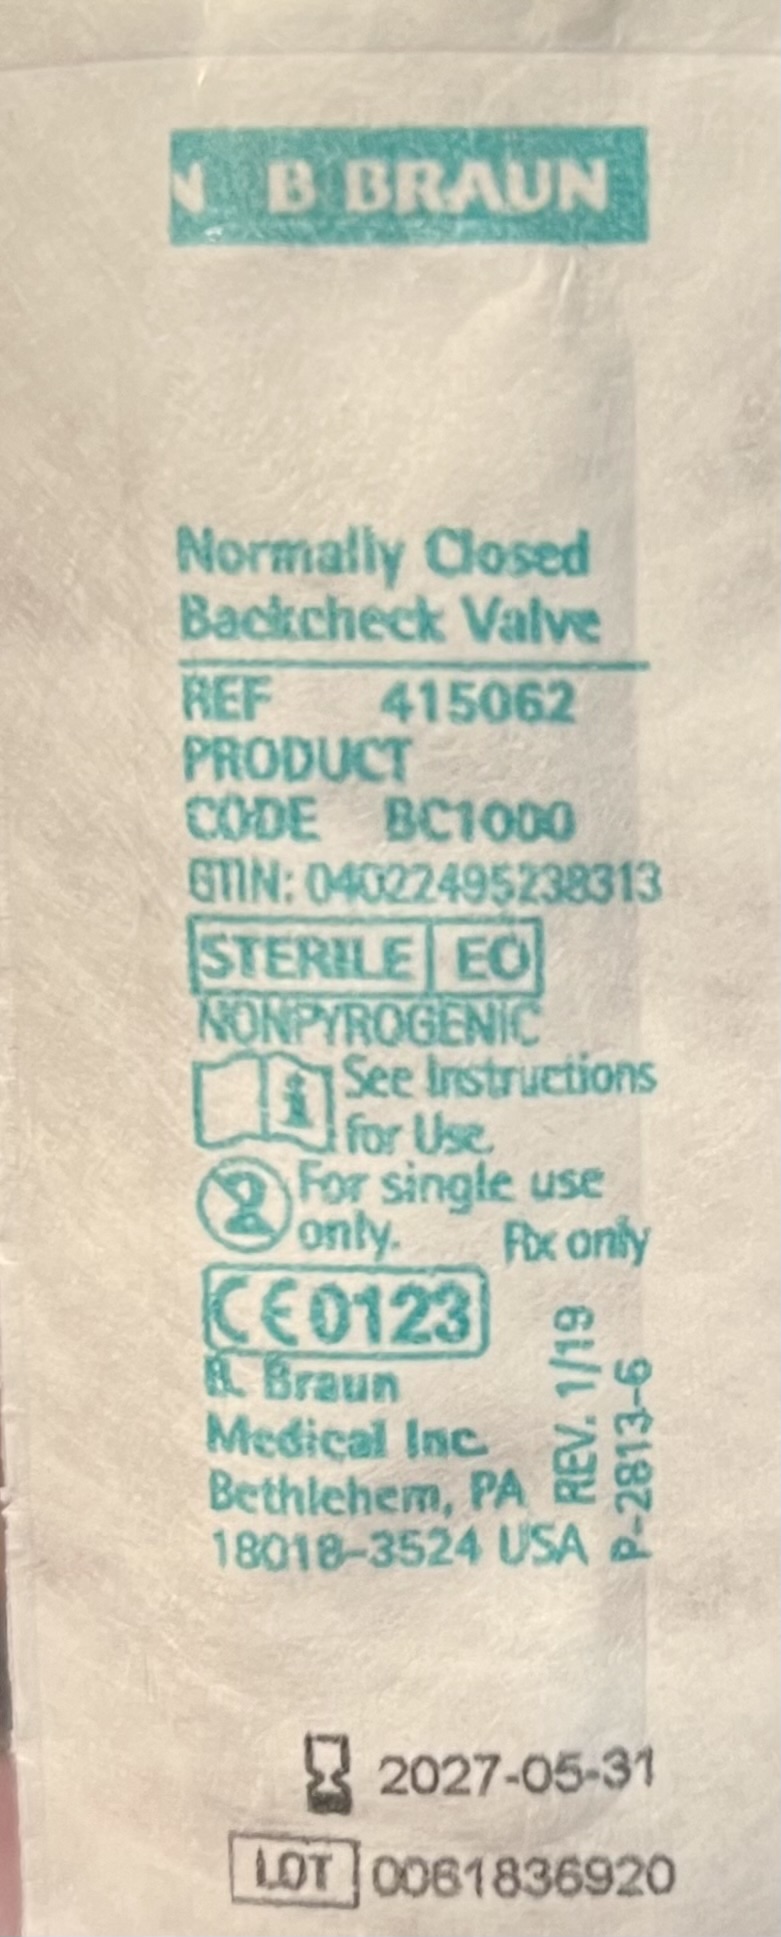 N B BRAUN
Normally Closed
Backcheck Valve
REF 415062
PRODUCT
CODE BC1000
GTIN: 04022495238313
STERILE EO
NONPYROGENIC
See Instructions
for Use.
2 For single use
only. Rx only
CE 0123
B. Braun
Medical Inc.
Bethlehem, PA
18018-3524 USA
REV. 1/19
P-2813-6
2027-05-31
LOT 0061836920